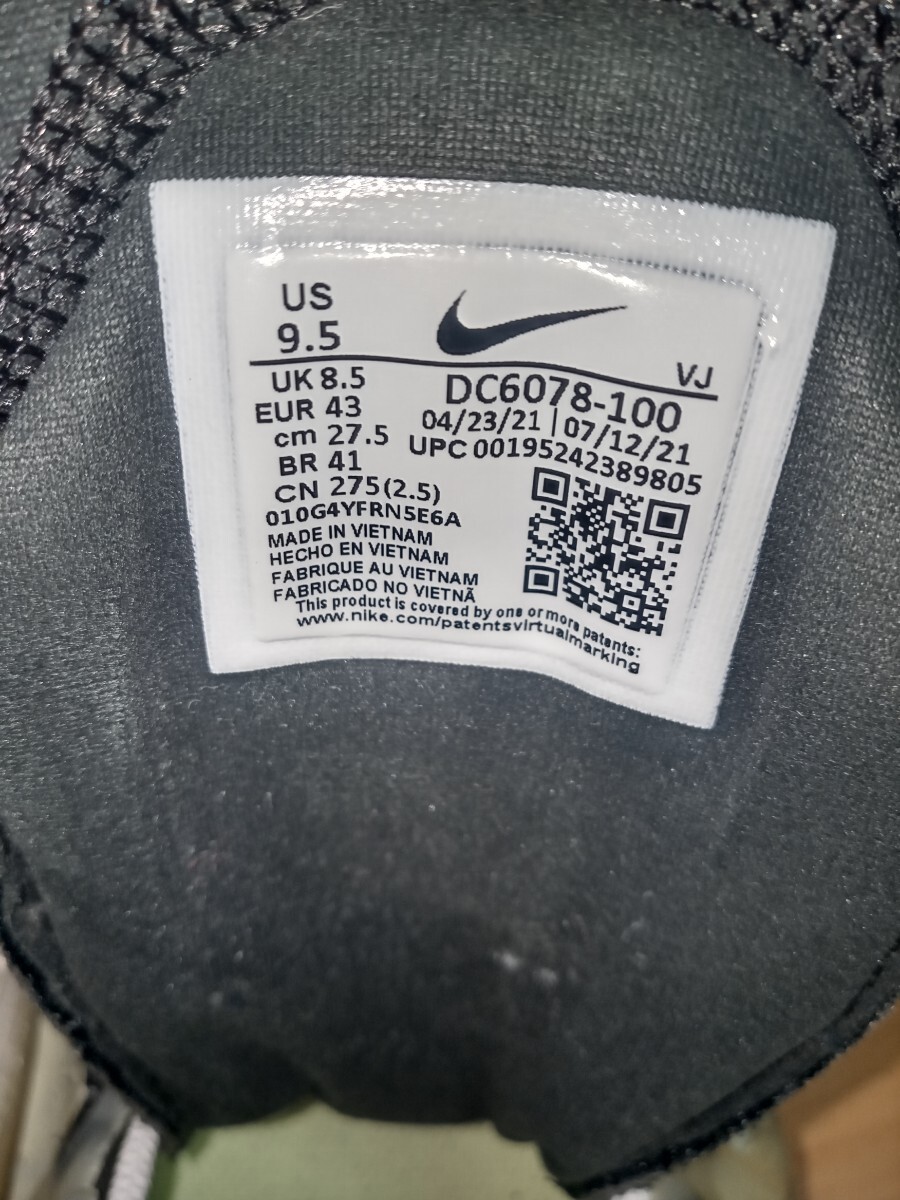 US
9.5
VJ
UK 8.5
EUR 43
cm 27.5
BR 41
CN 275(2.5)
DC6078-100
04/23/21 | 07/12/21
UPC 00195242389805
010G4YFRN5E6A
MADE IN VIETNAM
HECHO EN VIETNAM
FABRIQUE AU VIETNAM
FABRICADO NO VIETNÃ
This product is covered by one or more patents:
www.nike.com/patentsvirtualmarking